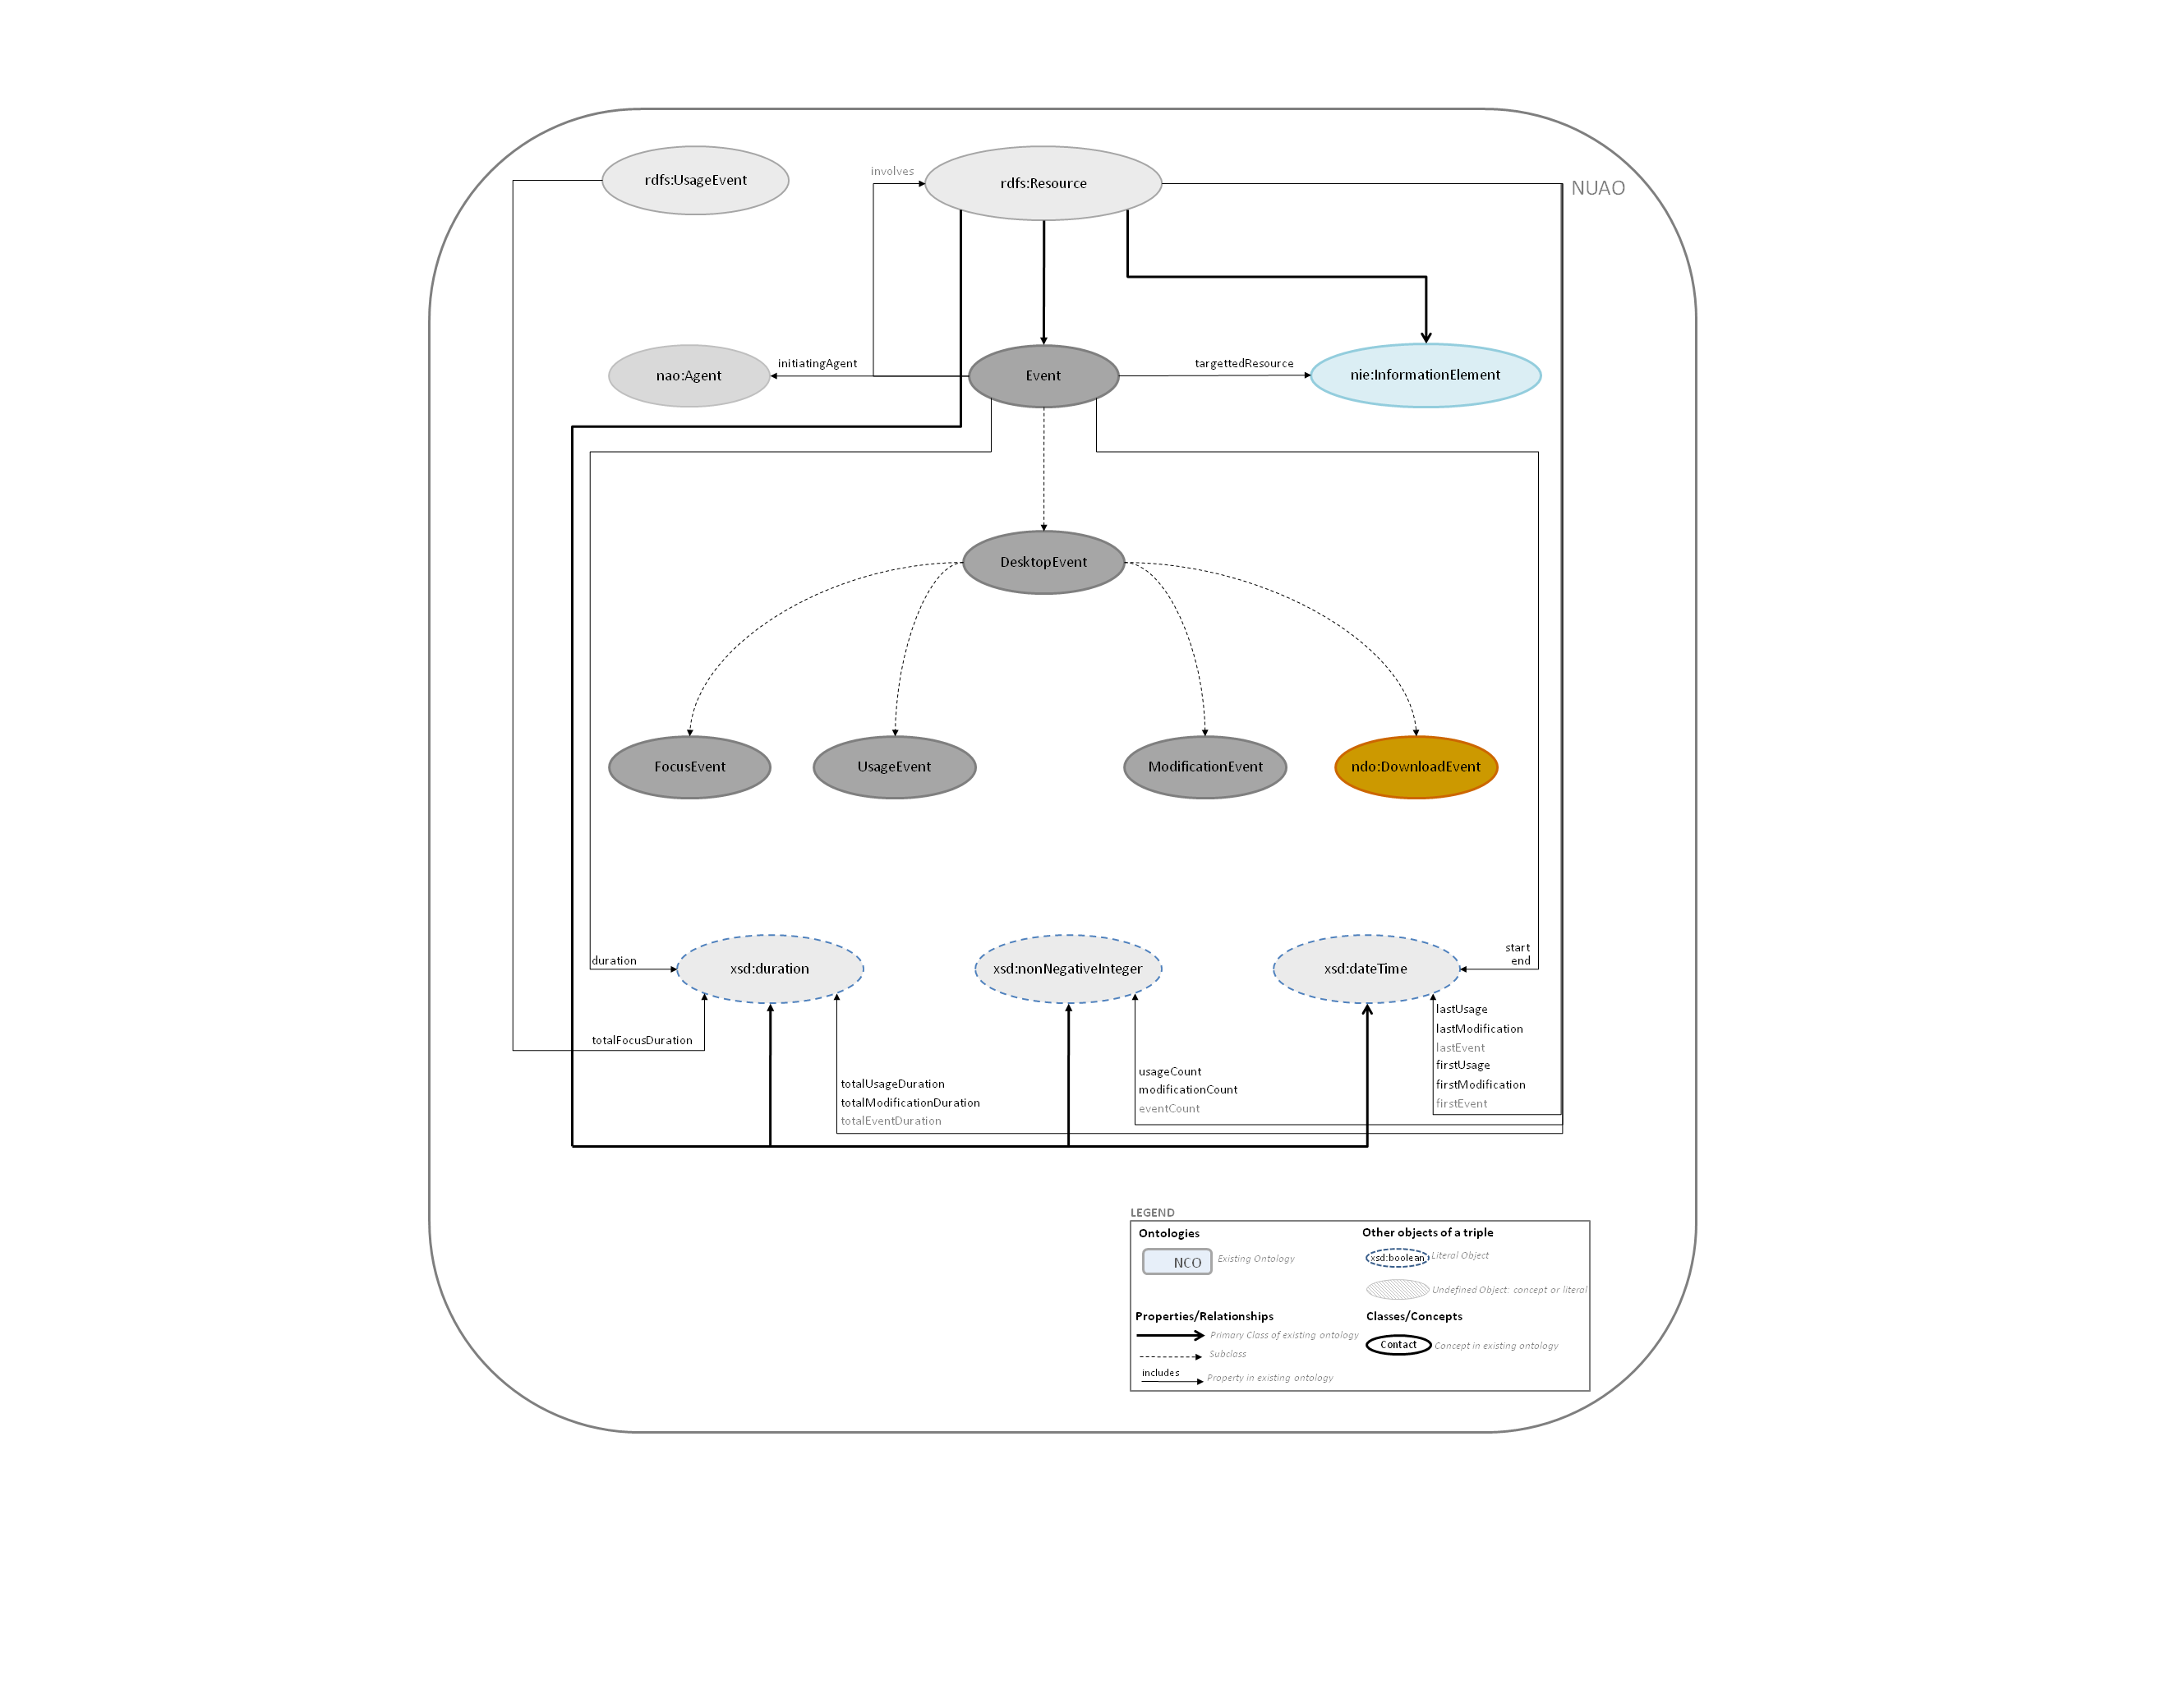 rdfs:UsageEvent
involves
rdfs:Resource
NUAO
nao:Agent
initiatingAgent
Event
targettedResource
nie:InformationElement
DesktopEvent
FocusEvent
UsageEvent
ModificationEvent
ndo:DownloadEvent
duration
xsd:duration
xsd:nonNegativeInteger
xsd:dateTime
start
end
totalFocusDuration
totalUsageDuration
totalModificationDuration
totalEventDuration
usageCount
modificationCount
eventCount
lastUsage
lastModification
lastEvent
firstUsage
firstModification
firstEvent
LEGEND
Ontologies
NCO
Existing Ontology
Other objects of a triple
xsd:boolean
Literal Object
Undefined Object: concept or literal
Properties/Relationships
Primary Class of existing ontology
Subclass
includes
Property in existing ontology
Classes/Concepts
Contact
Concept in existing ontology